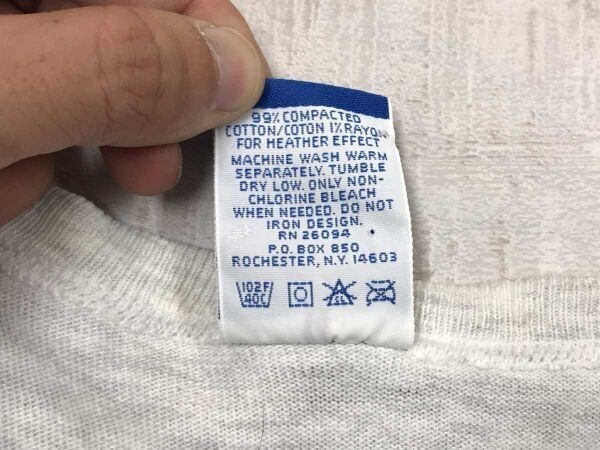 99% COMPACTED
COTTON/COTON 1% RAYON
FOR HEATHER EFFECT
MACHINE WASH WARM
SEPARATELY. TUMBLE
DRY LOW. ONLY NON-
CHLORINE BLEACH
WHEN NEEDED. DO NOT
IRON DESIGN.
RN 26094
P.O. BOX 850
ROCHESTER, N.Y. 14603
102F
40C
CL